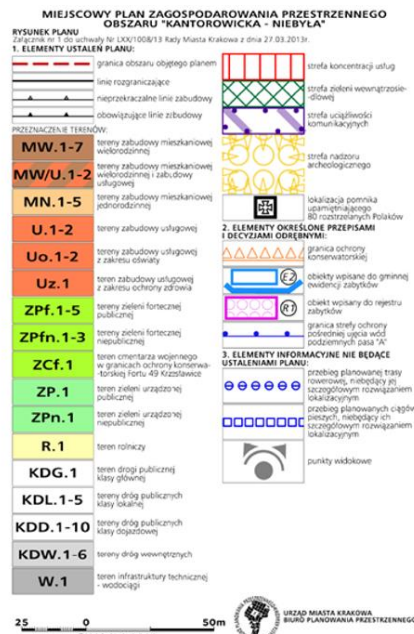 MIEJSCOWY PLAN ZAGOSPODAROWANIA PRZESTRZENNEGO
OBSZARU "KANTOROWICKA - NIEBYŁA"
RYSUNEK PLANU
Załącznik nr 1 do uchwały Nr LXX/1008/13 Rady Miasta Krakowa z dnia 27.03.2013r.
1. ELEMENTY USTALEŃ PLANU:
granica obszaru objętego planem
linie rozgraniczające
nieprzekraczalne linie zabudowy
obowiązujące linie zabudowy
PRZEZNACZENIE TERENÓW:
MW.1-7
tereny zabudowy mieszkaniowej
wielorodzinnej
MW/U.1-2
tereny zabudowy mieszkaniowej
wielorodzinnej i zabudowy
usługowej
MN.1-5
tereny zabudowy mieszkaniowej
jednorodzinnej
U.1-2
tereny zabudowy usługowej
Uo.1-2
tereny zabudowy usługowej
z zakresu oświaty
Uz.1
teren zabudowy usługowej
z zakresu ochrony zdrowia
ZPf.1-5
tereny zieleni fortecznej
publicznej
ZPfn.1-3
tereny zieleni fortecznej
niepublicznej
ZCf.1
teren cmentarza wojennego
w granicach ochrony konserwa-
-torskiej Fortu 49 Krzesławice
ZP.1
teren zieleni urządzonej
publicznej
ZPn.1
teren zieleni urządzonej
niepublicznej
R.1
teren rolniczy
KDG.1
teren drogi publicznej
klasy głównej
KDL.1-5
tereny dróg publicznych
klasy lokalnej
KDD.1-10
tereny dróg publicznych
klasy dojazdowej
KDW.1-6
tereny dróg wewnętrznych
W.1
teren infrastruktury technicznej
- wodociągi
25 0 50m
strefa koncentracji usług
strefa zieleni wewnątrzosie-
-dlowej
strefa uciążliwości
komunikacyjnych
strefa nadzoru
archeologicznego
lokalizacja pomnika
upamiętniającego
80 rozstrzelanych Polaków
2. ELEMENTY OKREŚLONE PRZEPISAMI
I DECYZJAMI ODRĘBNYMI:
granica ochrony
konserwatorskiej
E2
obiekty wpisane do gminnej
ewidencji zabytków
R1
obiekt wpisany do rejestru
zabytków
granica strefy ochrony
pośredniej ujęcia wód
podziemnych pasa "A"
3. ELEMENTY INFORMACYJNE NIE BĘDĄCE
USTALENIAMI PLANU:
przebieg planowanej trasy
rowerowej, niebędący jej
szczegółowym rozwiązaniem
lokalizacyjnym
przebieg planowanych ciągów
pieszych, niebędący ich
szczegółowym rozwiązaniem
lokalizacyjnym
punkty widokowe
URZĄD MIASTA KRAKOWA
BIURO PLANOWANIA PRZESTRZENNEGO